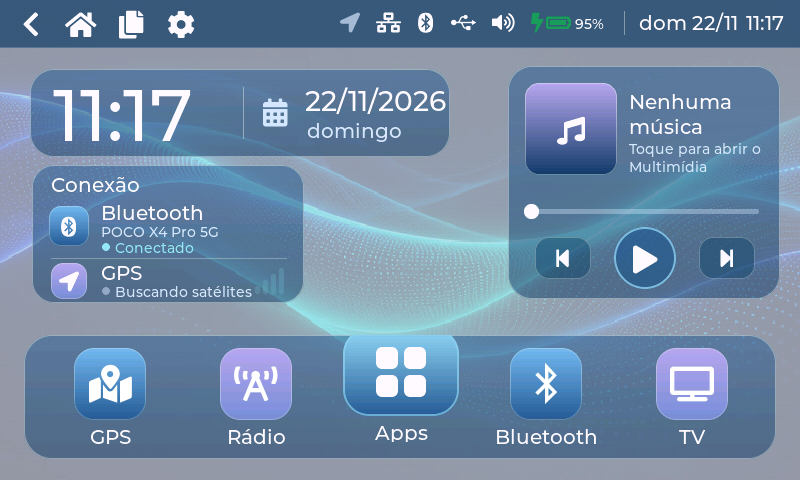 95%
dom 22/11 11:17
11:17
22/11/2026
domingo
Nenhuma
música
Toque para abrir o
Multimídia
Conexão
Bluetooth
POCO X4 Pro 5G
Conectado
GPS
Buscando satélites
GPS
Rádio
Apps
Bluetooth
TV